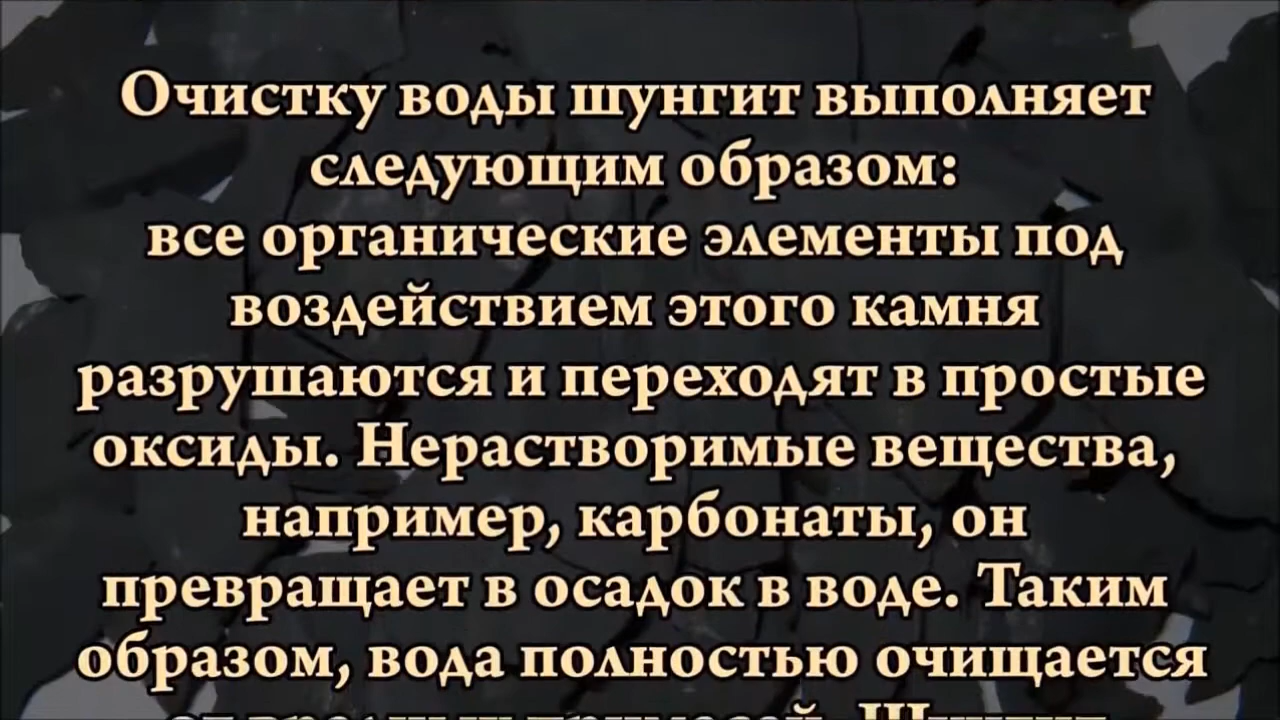 Очистку воды шунгит выполняет
следующим образом:
все органические элементы под
воздействием этого камня
разрушаются и переходят в простые
оксиды. Нерастворимые вещества,
например, карбонаты, он
превращает в осадок в воде. Таким
образом, вода полностью очищается